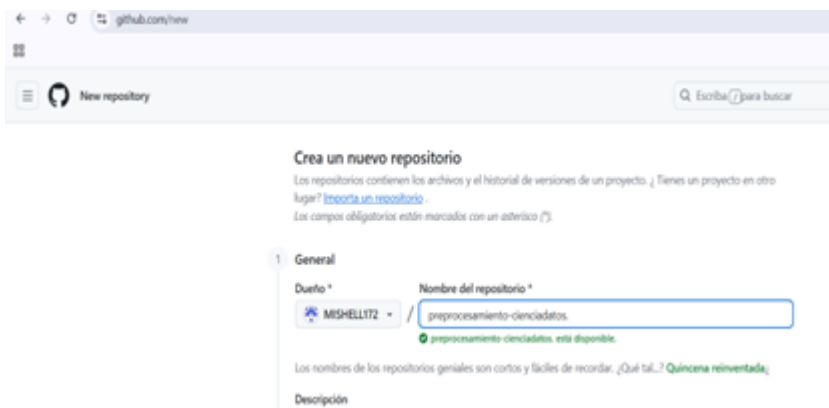 github.com/new
New repository
Escriba / para buscar
Crea un nuevo repositorio
Los repositorios contienen los archivos y el historial de versiones de un proyecto. ¿ Tienes un proyecto en otro
lugar? Importa un repositorio .
Los campos obligatorios están marcados con un asterisco (*).
1 General
Dueño * Nombre del repositorio *
MISHELL172 / preprocesamiento-cienciadatos.
preprocesamiento-cienciadatos. está disponible.
Los nombres de los repositorios geniales son cortos y fáciles de recordar. ¿Qué tal...? Quincena reinventada¿
Descripción